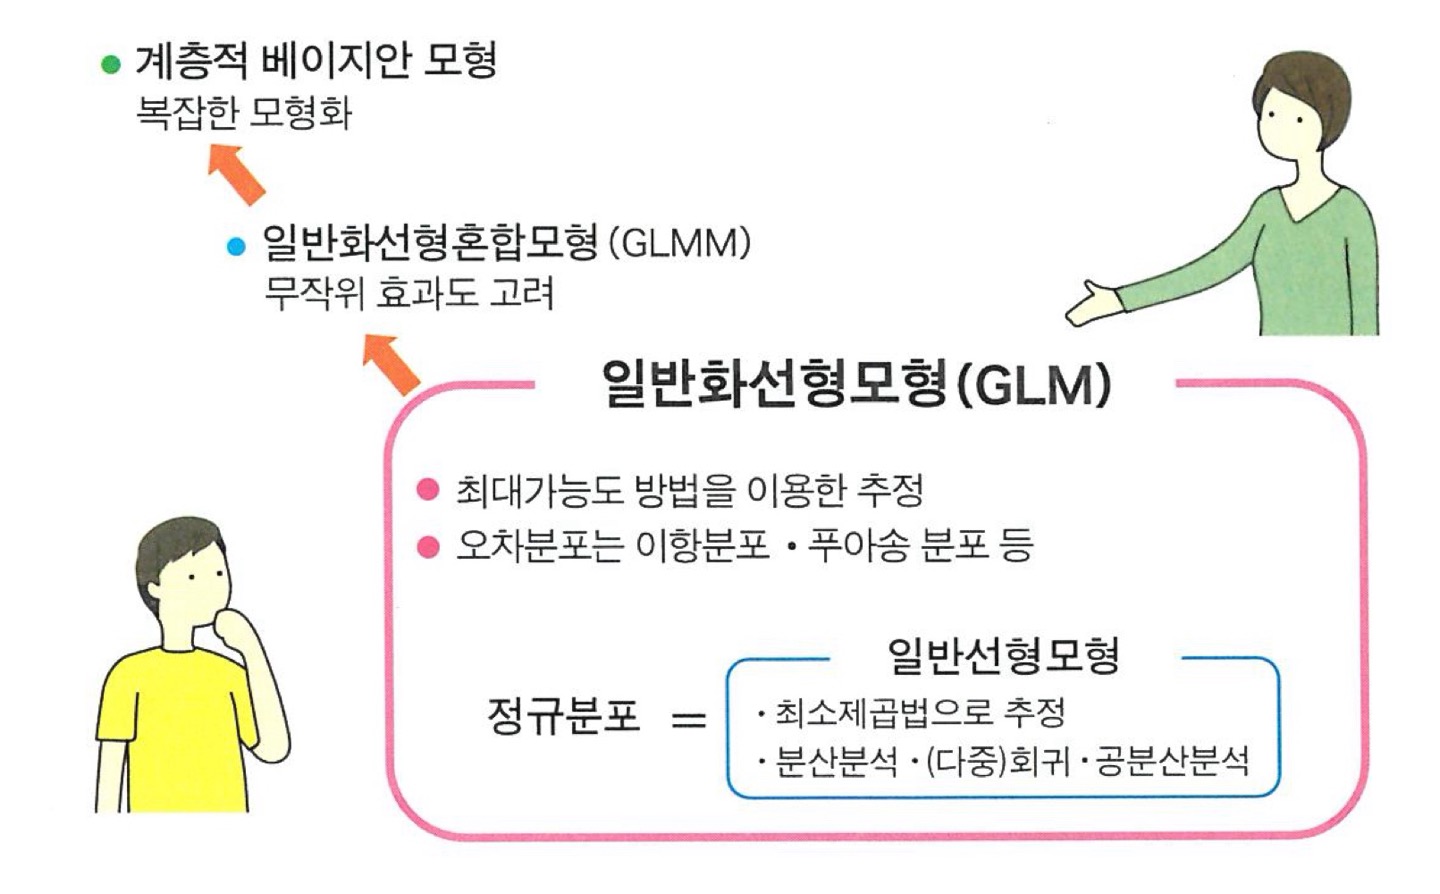 • 계층적 베이지안 모형
복잡한 모형화
• 일반화선형혼합모형(GLMM)
무작위 효과도 고려
일반화선형모형(GLM)
• 최대가능도 방법을 이용한 추정
• 오차분포는 이항분포 · 푸아송 분포 등
일반선형모형
정규분포 =
· 최소제곱법으로 추정
· 분산분석 · (다중)회귀 · 공분산분석